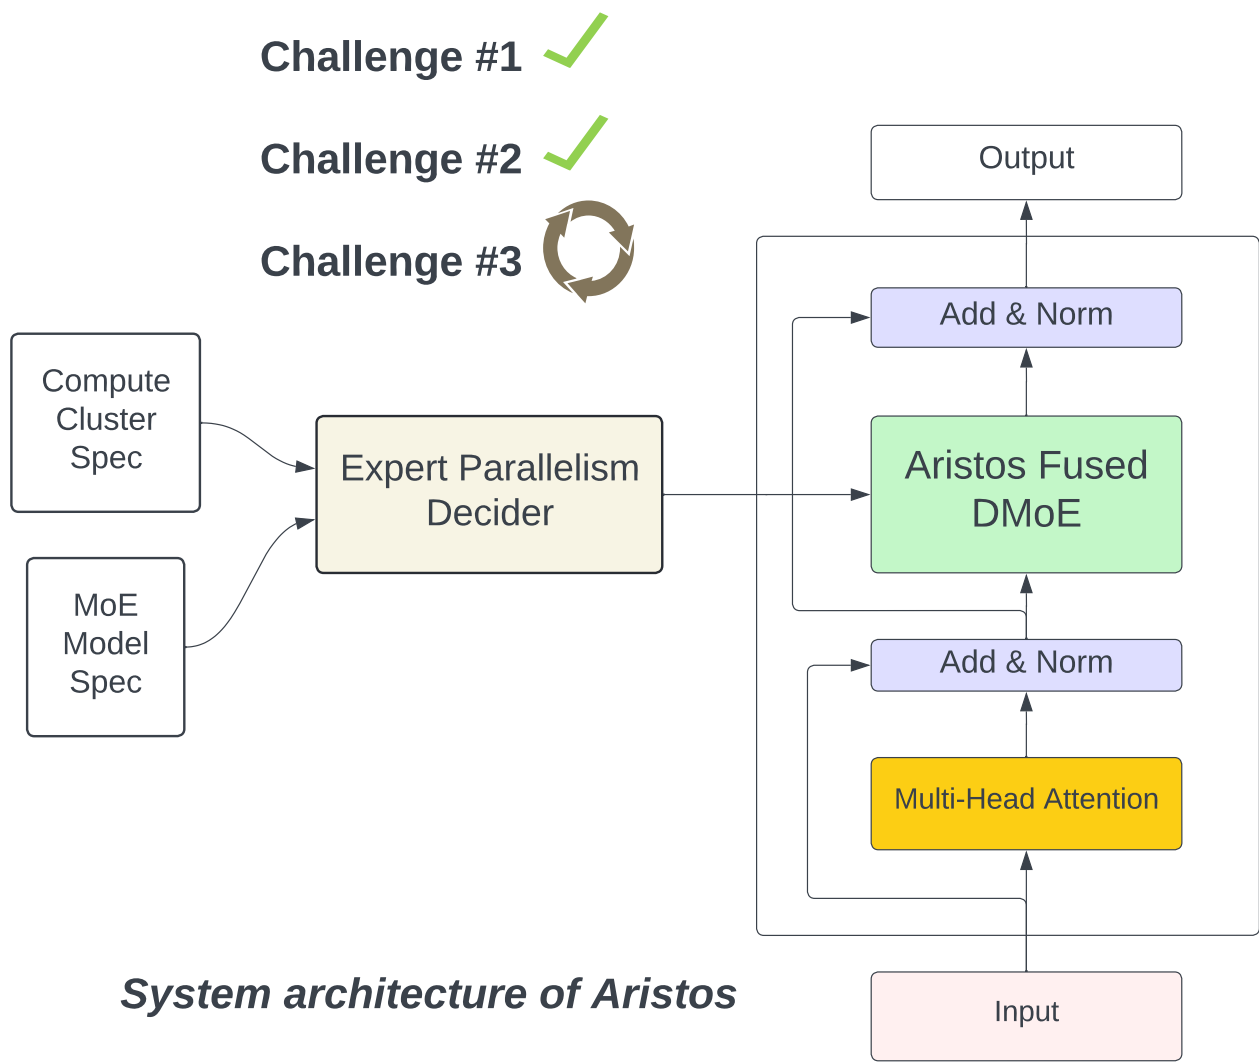 Challenge #1
Challenge #2
Challenge #3
Compute
Cluster
Spec
MoE
Model
Spec
Expert Parallelism
Decider
Output
Add & Norm
Aristos Fused
DMoE
Add & Norm
Multi-Head Attention
Input
System architecture of Aristos